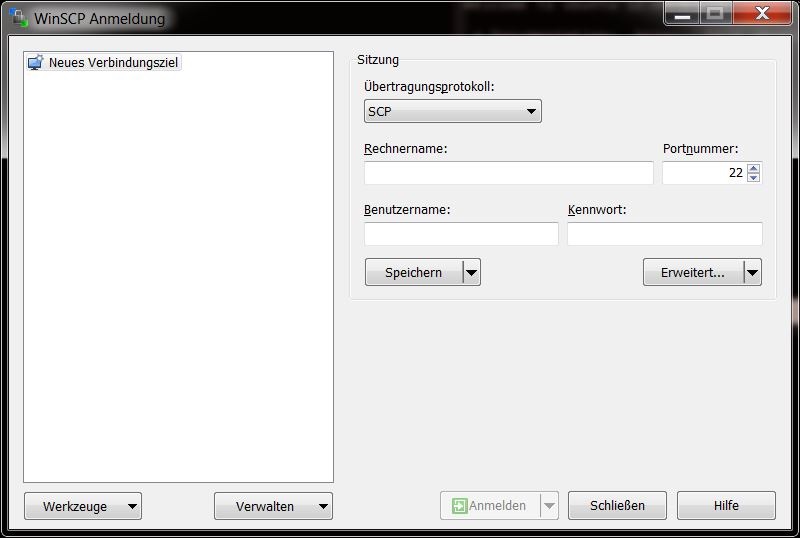 WinSCP Anmeldung
Neues Verbindungsziel
Sitzung
Übertragungsprotokoll:
SCP
Rechnername:
Portnummer:
22
Benutzername:
Kennwort:
Speichern
Erweitert...
Werkzeuge
Verwalten
Anmelden
Schließen
Hilfe